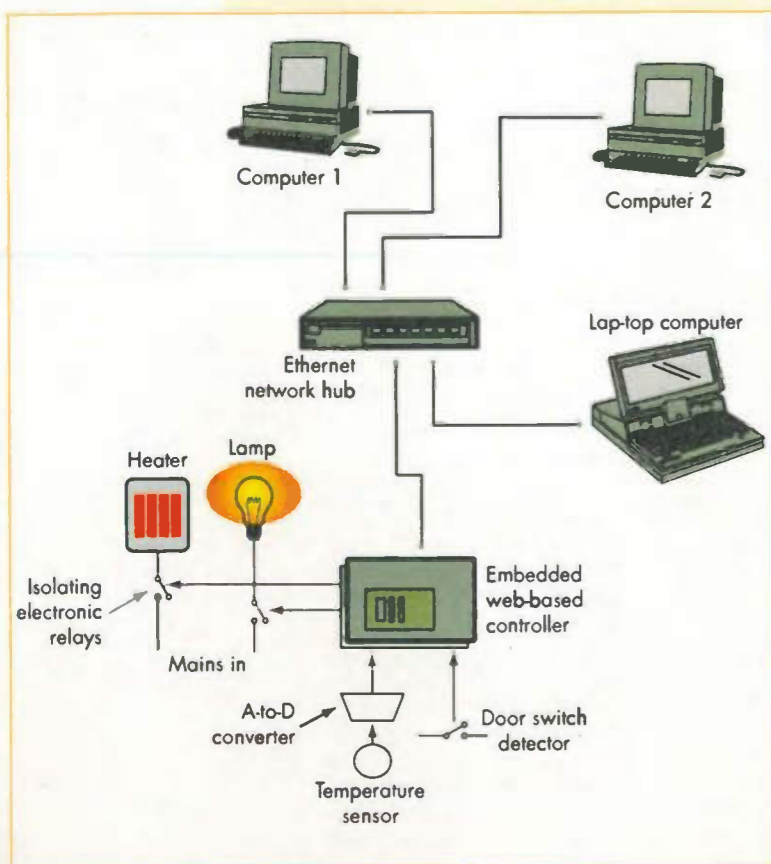 Computer 1
Computer 2
Ethernet
network hub
Lap-top computer
Heater
Lamp
Isolating
electronic
relays
Embedded
web-based
controller
Mains in
A-to-D
converter
Door switch
detector
Temperature
sensor